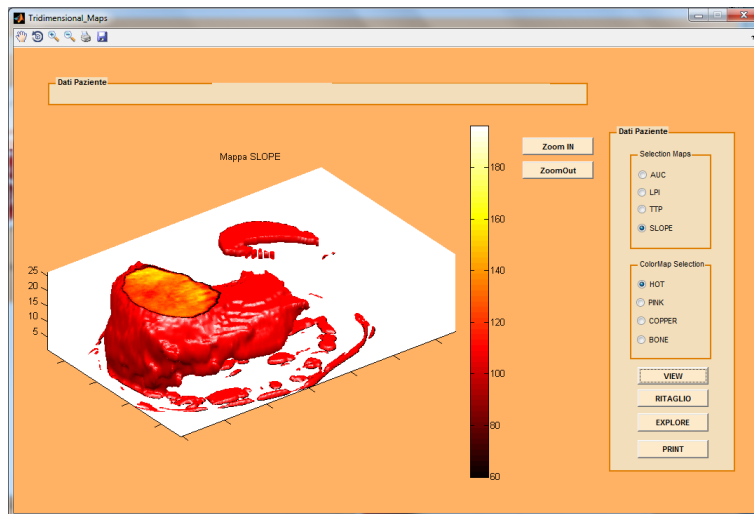 Tridimensional_Maps
Dati Paziente
Mappa SLOPE
25
20
15
10
5
180
160
140
120
100
80
60
Zoom IN
ZoomOut
Dati Paziente
Selection Maps
AUC
LPI
TTP
SLOPE
ColorMap Selection
HOT
PINK
COPPER
BONE
VIEW
RITAGLIO
EXPLORE
PRINT